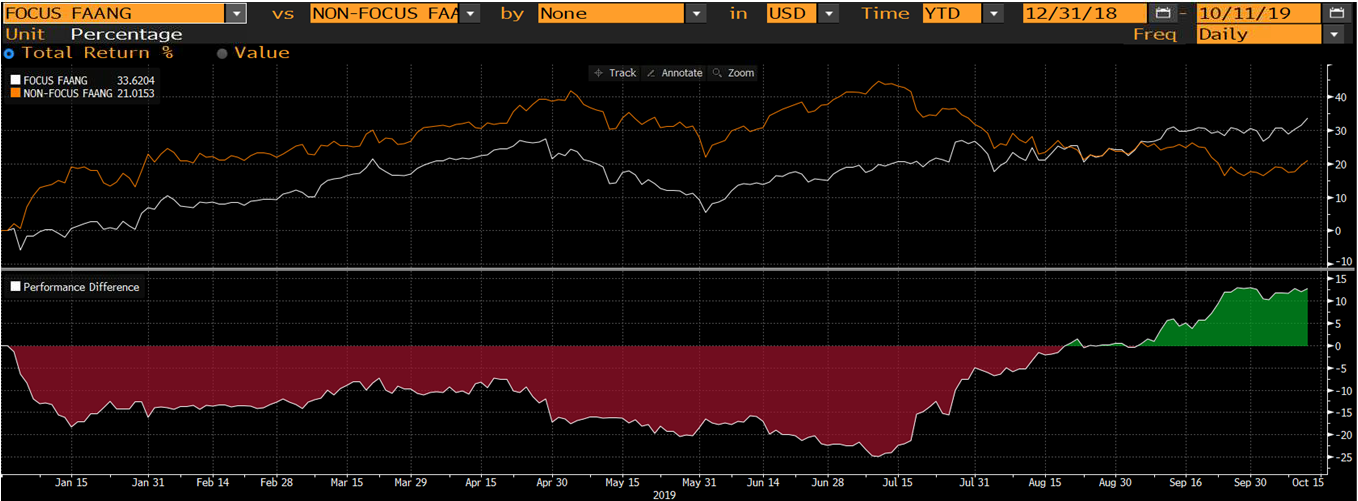 FOCUS FAANG vs NON-FOCUS FAA by None in USD Time YTD 12/31/18 - 10/11/19
Unit Percentage Freq Daily
Total Return % Value
Track Annotate Zoom
FOCUS FAANG 33.6204
NON-FOCUS FAANG 21.0153
40
30
20
10
0
-10
Performance Difference
15
10
5
0
-5
-10
-15
-20
-25
Jan 15 Jan 31 Feb 14 Feb 28 Mar 15 Mar 29 Apr 15 Apr 30 May 15 May 31 Jun 14 Jun 28 Jul 15 Jul 31 Aug 15 Aug 30 Sep 16 Sep 30 Oct 15
2019